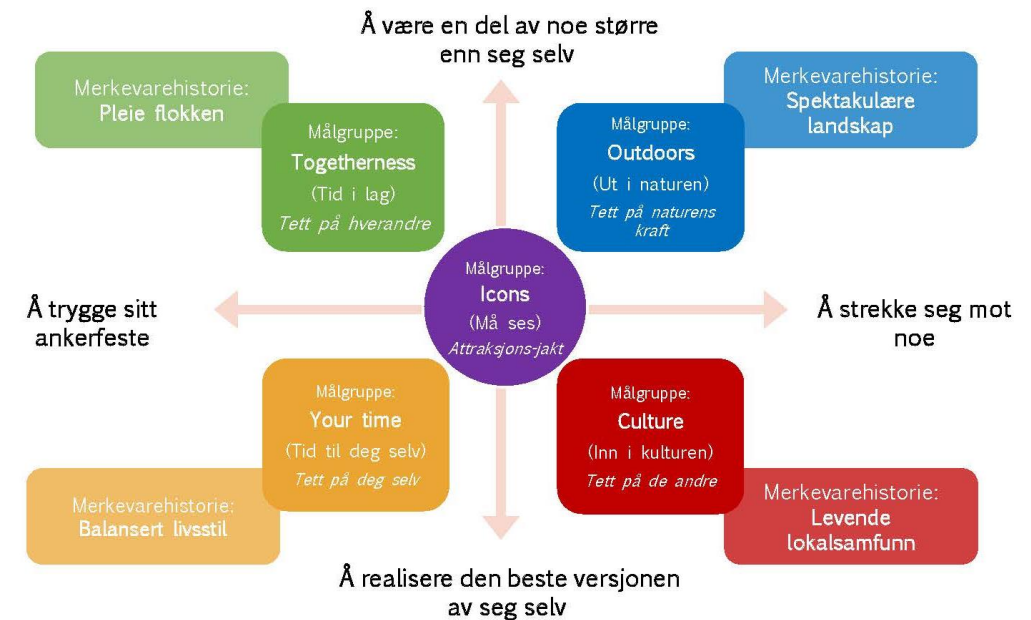 Å være en del av noe større
enn seg selv
Merkevarehistorie:
Pleie flokken
Målgruppe:
Togetherness
(Tid i lag)
Tett på hverandre
Målgruppe:
Outdoors
(Ut i naturen)
Tett på naturens
kraft
Merkevarehistorie:
Spektakulære
landskap
Å trygge sitt
ankerfeste
Målgruppe:
Icons
(Må ses)
Attraksjons-jakt
Å strekke seg mot
noe
Målgruppe:
Your time
(Tid til deg selv)
Tett på deg selv
Merkevarehistorie:
Balansert livsstil
Målgruppe:
Culture
(Inn i kulturen)
Tett på de andre
Merkevarehistorie:
Levende
lokalsamfunn
Å realisere den beste versjonen
av seg selv